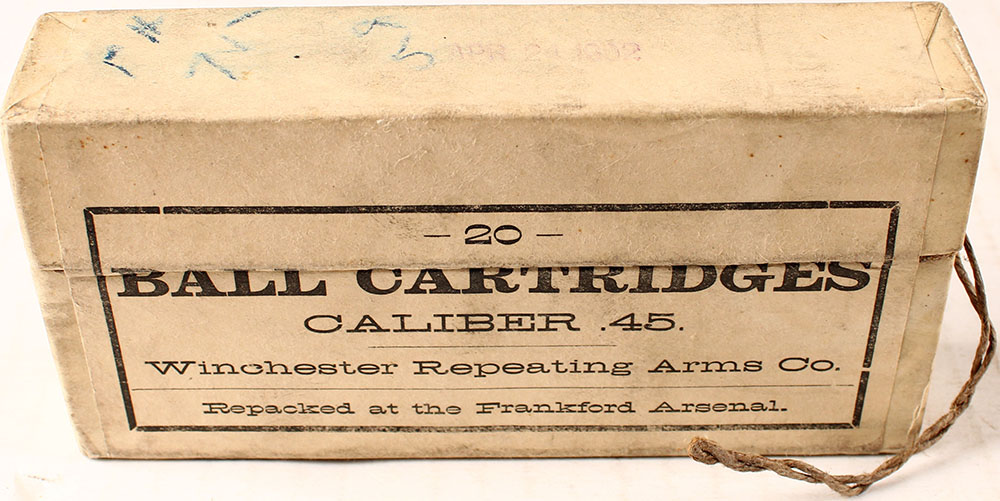 – 20 –
BALL CARTRIDGES
CALIBER .45.
Winchester Repeating Arms Co.
Repacked at the Frankford Arsenal.